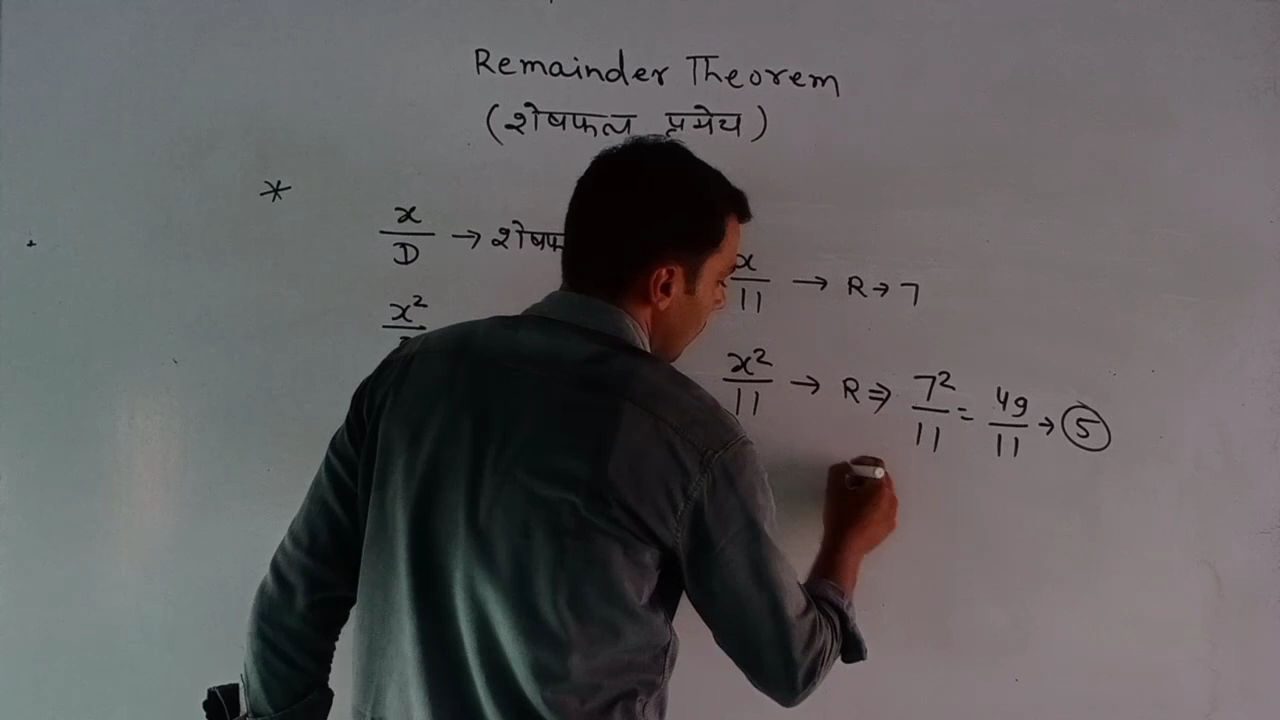 Remainder Theorem
(शेषफल प्रमेय)
*
x/D →
x²
x/11 → R → 7
x²/11 → R ⇒ 7²/11 = 49/11 → 5